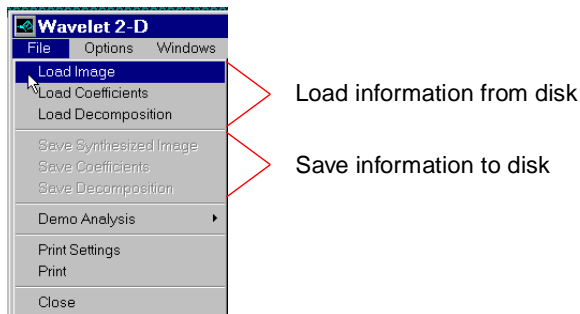 Wavelet 2-D
File Options Windows
Load Image
Load Coefficients
Load Decomposition
Load information from disk
Save Synthesized Image
Save Coefficients
Save Decomposition
Save information to disk
Demo Analysis
Print Settings
Print
Close